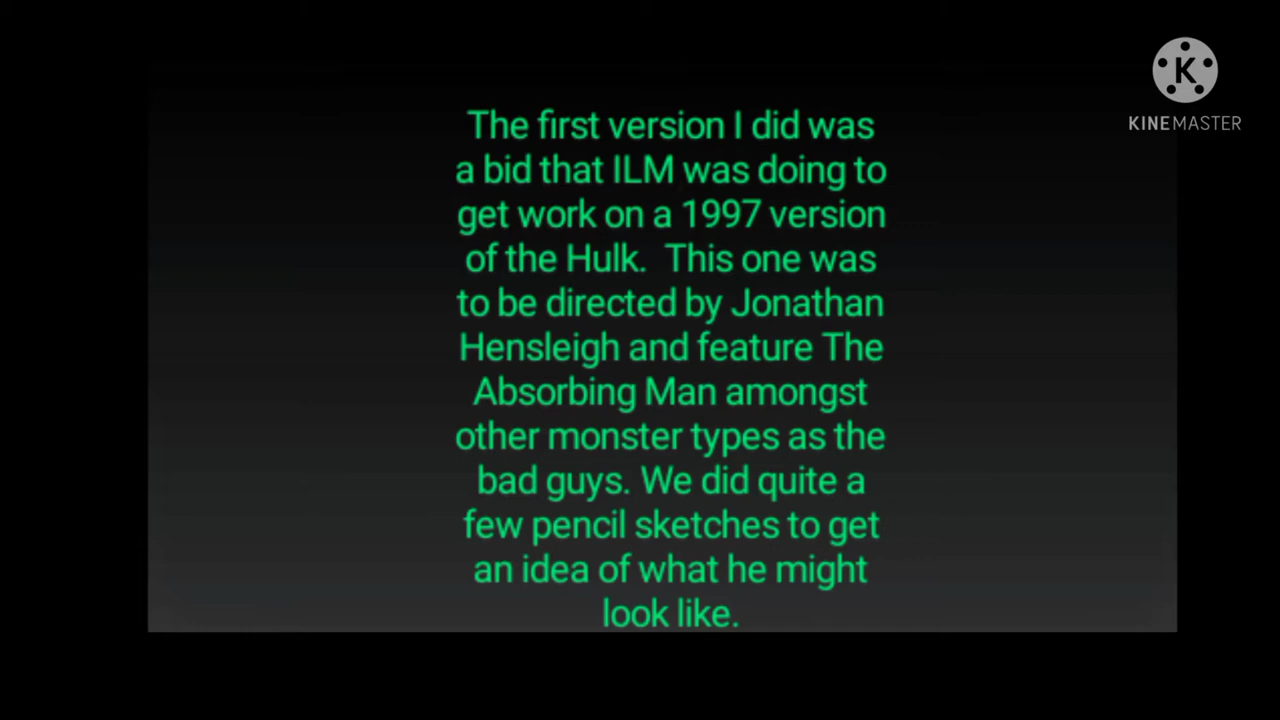 The first version I did was
a bid that ILM was doing to
get work on a 1997 version
of the Hulk.  This one was
to be directed by Jonathan
Hensleigh and feature The
Absorbing Man amongst
other monster types as the
bad guys. We did quite a
few pencil sketches to get
an idea of what he might
look like.
K
KINEMASTER